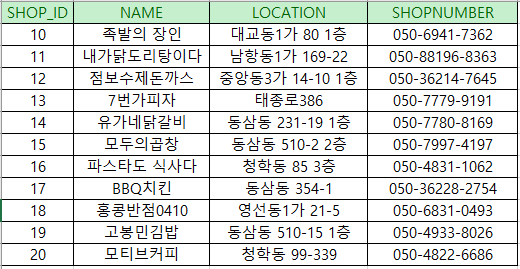 SHOP_ID NAME LOCATION SHOPNUMBER
10 족발의 장인 대교동1가 80 1층 050-6941-7362
11 내가닭도리탕이다 남항동1가 169-22 050-88196-8363
12 점보수제돈까스 중앙동3가 14-10 1층 050-36214-7645
13 7번가피자 태종로386 050-7779-9191
14 유가네닭갈비 동삼동 231-19 1층 050-7780-8169
15 모두의곱창 동삼동 510-2 2층 050-7997-4197
16 파스타도 식사다 청학동 85 3층 050-4831-1062
17 BBQ치킨 동삼동 354-1 050-36228-2754
18 홍콩반점0410 영선동1가 21-5 050-6831-0493
19 고봉민김밥 동삼동 510-15 1층 050-4933-8026
20 모티브커피 청학동 99-339 050-4822-6686